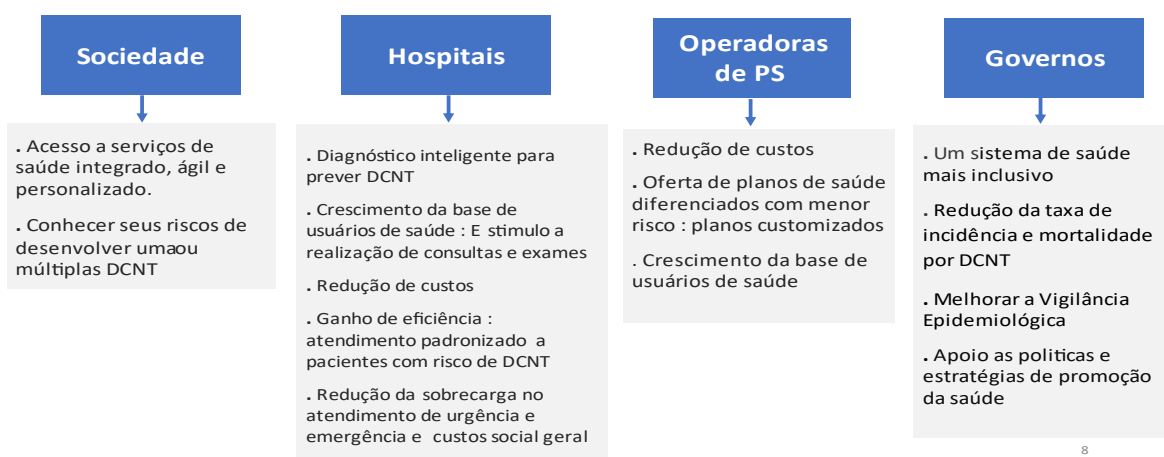 Sociedade
. Acesso a serviços de
saúde integrado, ágil e
personalizado.
. Conhecer seus riscos de
desenvolver umaou
múltiplas DCNT
Hospitais
. Diagnóstico inteligente para
prever DCNT
. Crescimento da base de
usuários de saúde : E stímulo a
realização de consultas e exames
. Redução de custos
. Ganho de eficiência :
atendimento padronizado a
pacientes com risco de DCNT
. Redução da sobrecarga no
atendimento de urgência e
emergência e custos social geral
Operadoras
de PS
. Redução de custos
. Oferta de planos de saúde
diferenciados com menor
risco : planos customizados
. Crescimento da base de
usuários de saúde
Governos
. Um sistema de saúde
mais inclusivo
. Redução da taxa de
incidência e mortalidade
por DCNT
. Melhorar a Vigilância
Epidemiológica
. Apoio as politicas e
estratégias de promoção
da saúde
8